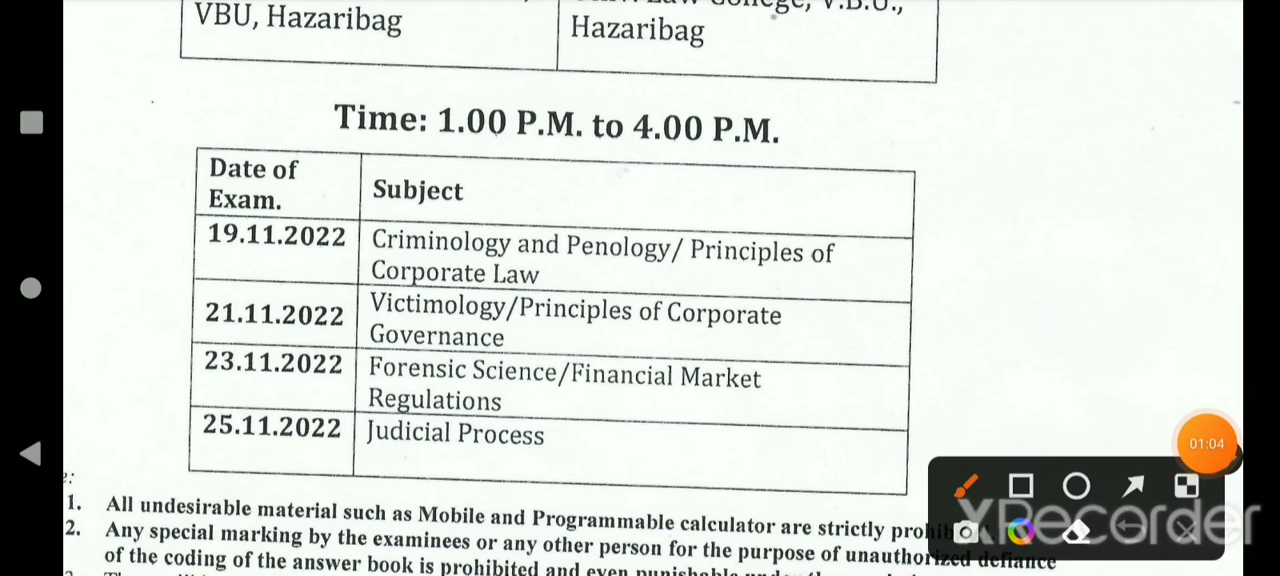 VBU, Hazaribag
Law College, V.B.U.,
Hazaribag
Time: 1.00 P.M. to 4.00 P.M.
Date of
Exam.
Subject
19.11.2022
Criminology and Penology/ Principles of
Corporate Law
21.11.2022
Victimology/Principles of Corporate
Governance
23.11.2022
Forensic Science/Financial Market
Regulations
25.11.2022
Judicial Process
1. All undesirable material such as Mobile and Programmable calculator are strictly
2. Any special marking by the examinees or any other person for the purpose of unauthorized defiance
of the coding of the answer book is prohibited and even punishable
01:04
XRecorder